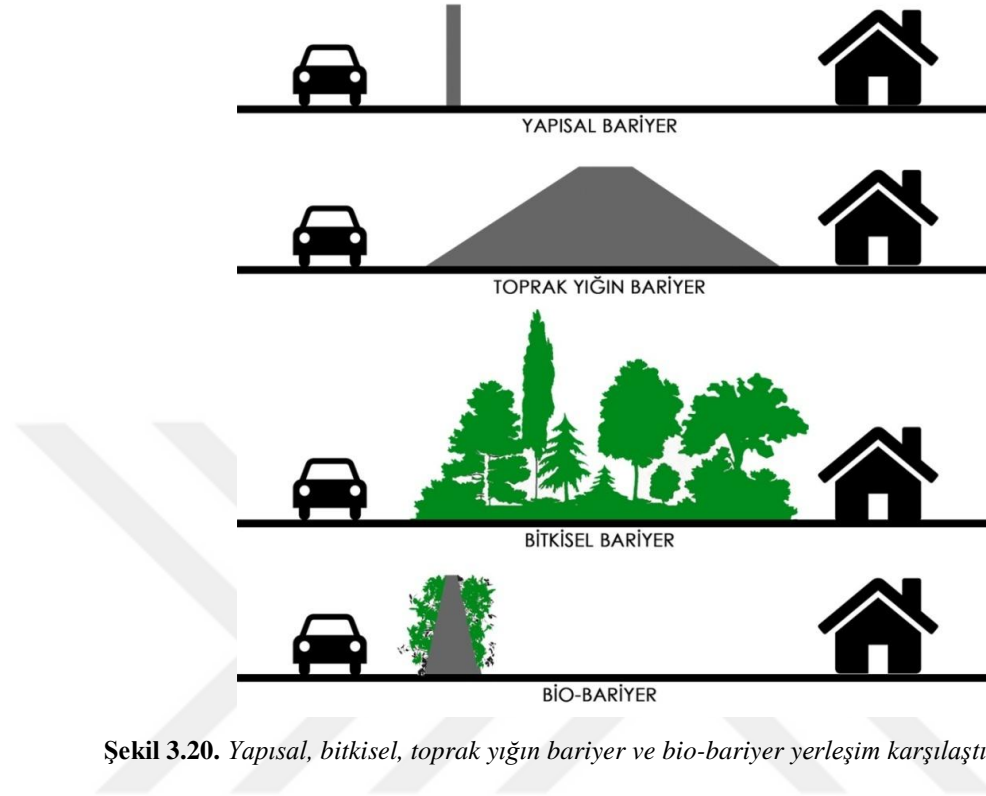 YAPISAL BARİYER
TOPRAK YIĞIN BARİYER
BİTKİSEL BARİYER
BİO-BARİYER
Şekil 3.20. Yapısal, bitkisel, toprak yığın bariyer ve bio-bariyer yerleşim karşılaştı